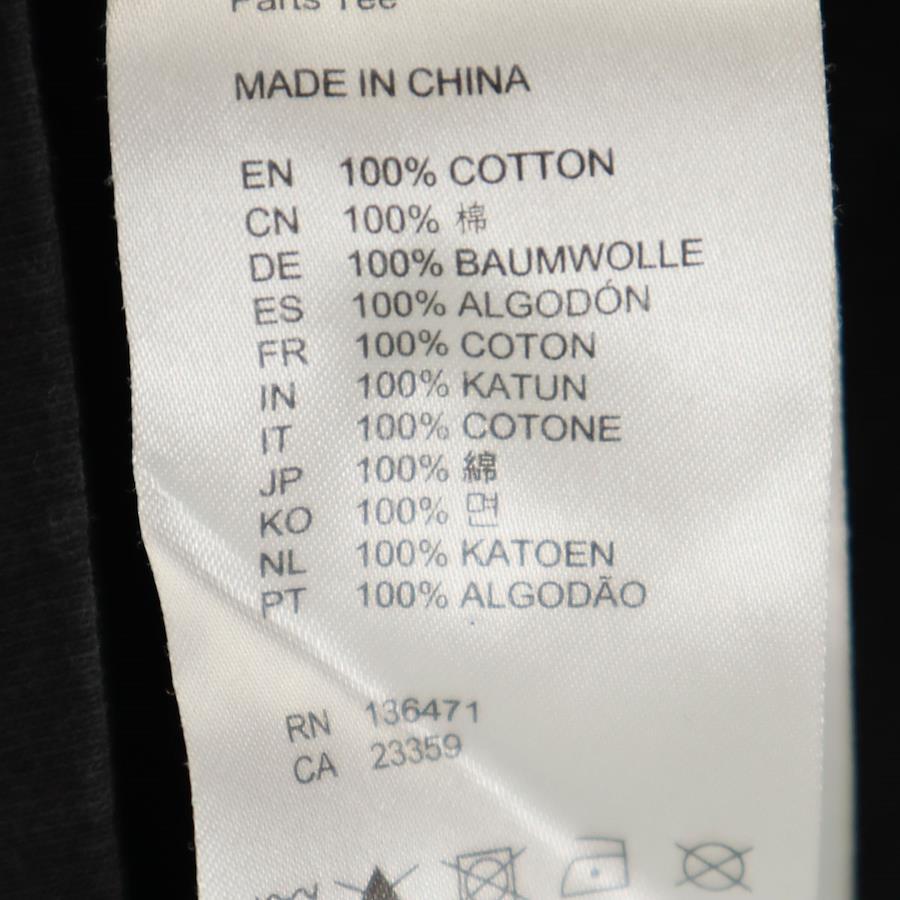 Parts Tee
MADE IN CHINA
EN 100% COTTON
CN 100% 棉
DE 100% BAUMWOLLE
ES 100% ALGODÓN
FR 100% COTON
IN 100% KATUN
IT 100% COTONE
JP 100% 綿
KO 100% 면
NL 100% KATOEN
PT 100% ALGODÃO
RN 136471
CA 23359